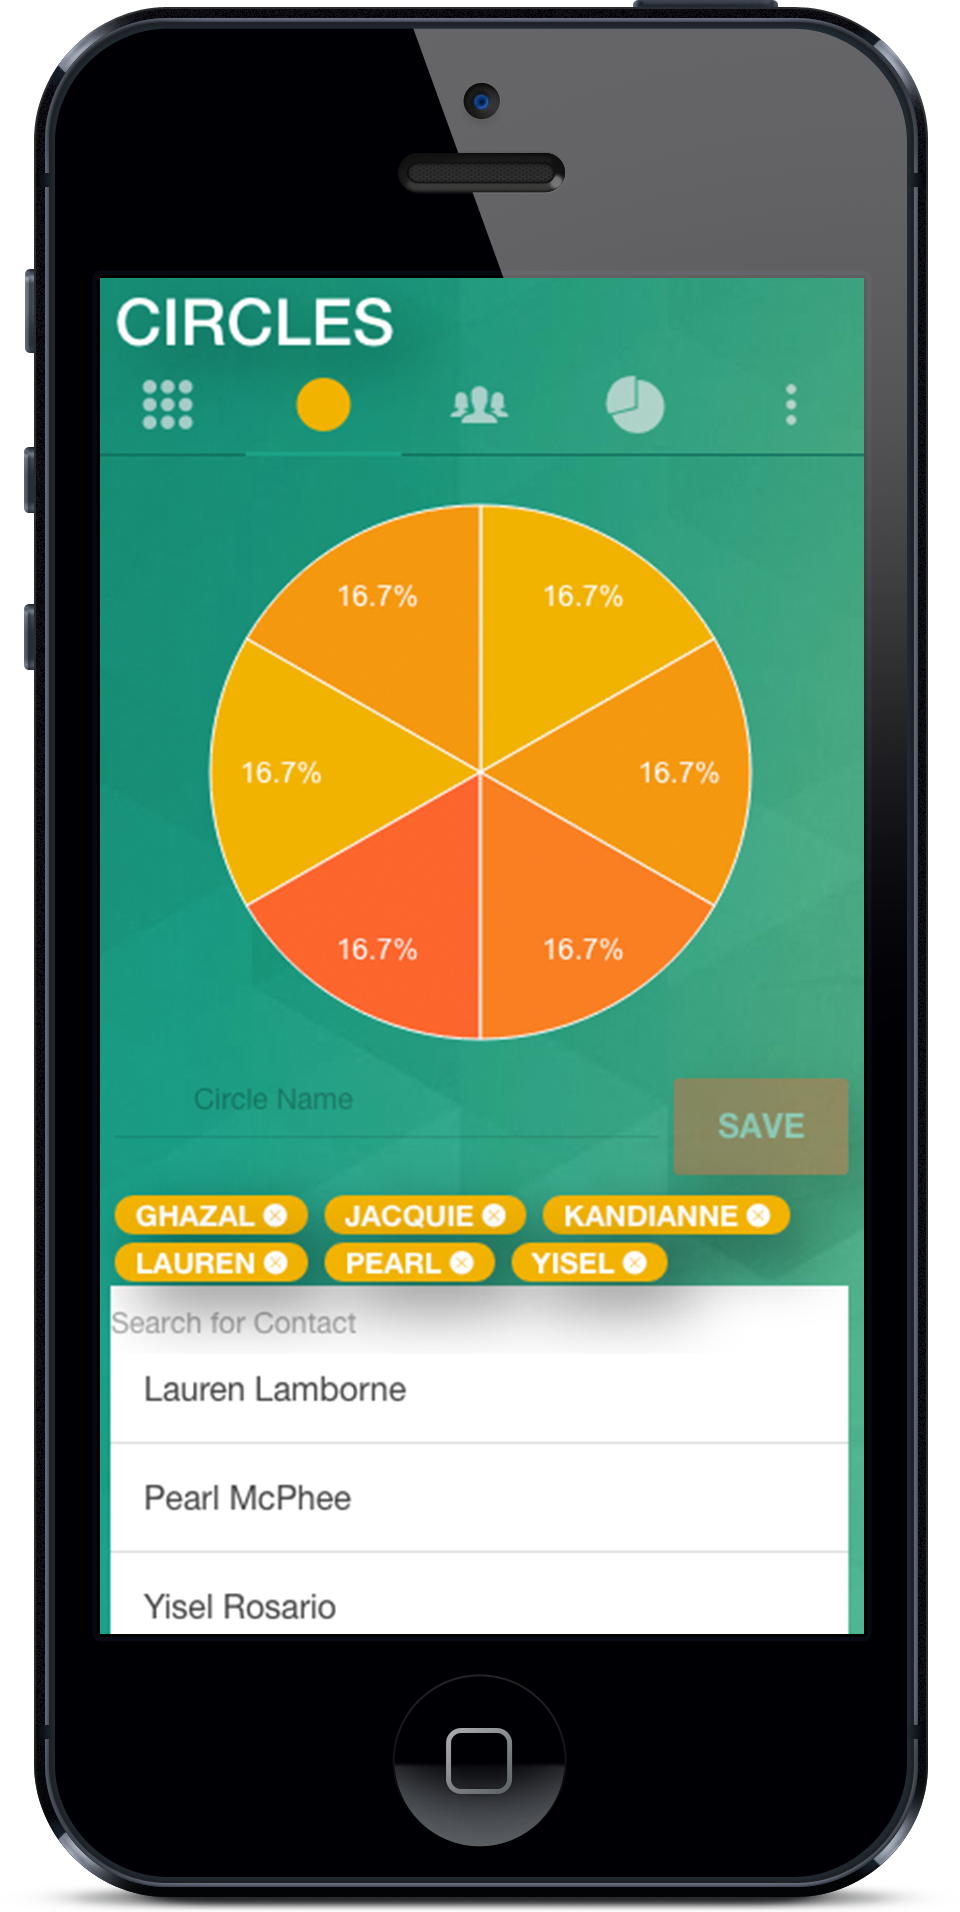 CIRCLES
16.7% 16.7%
16.7% 16.7%
16.7% 16.7%
Circle Name
SAVE
GHAZAL JACQUIE KANDIANNE
LAUREN PEARL YISEL
Search for Contact
Lauren Lamborne
Pearl McPhee
Yisel Rosario